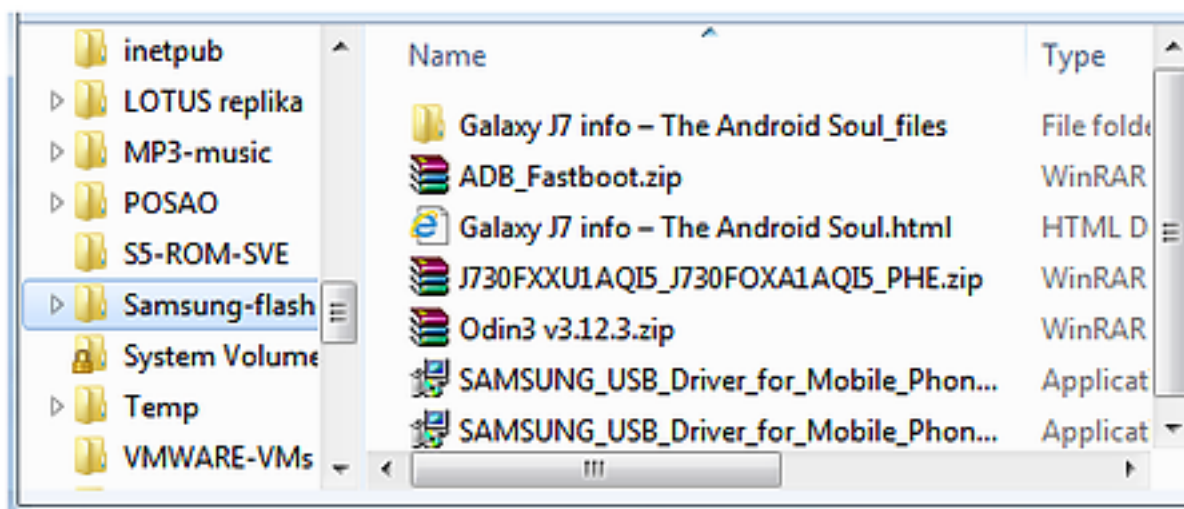 inetpub
LOTUS replika
MP3-music
POSAO
S5-ROM-SVE
Samsung-flash
System Volume
Temp
VMWARE-VMs
Name Type
Galaxy J7 info – The Android Soul_files File folde
ADB_Fastboot.zip WinRAR
Galaxy J7 info – The Android Soul.html HTML D
J730FXXU1AQI5_J730FOXA1AQI5_PHE.zip WinRAR
Odin3 v3.12.3.zip WinRAR
SAMSUNG_USB_Driver_for_Mobile_Phon... Applicat
SAMSUNG_USB_Driver_for_Mobile_Phon... Applicat